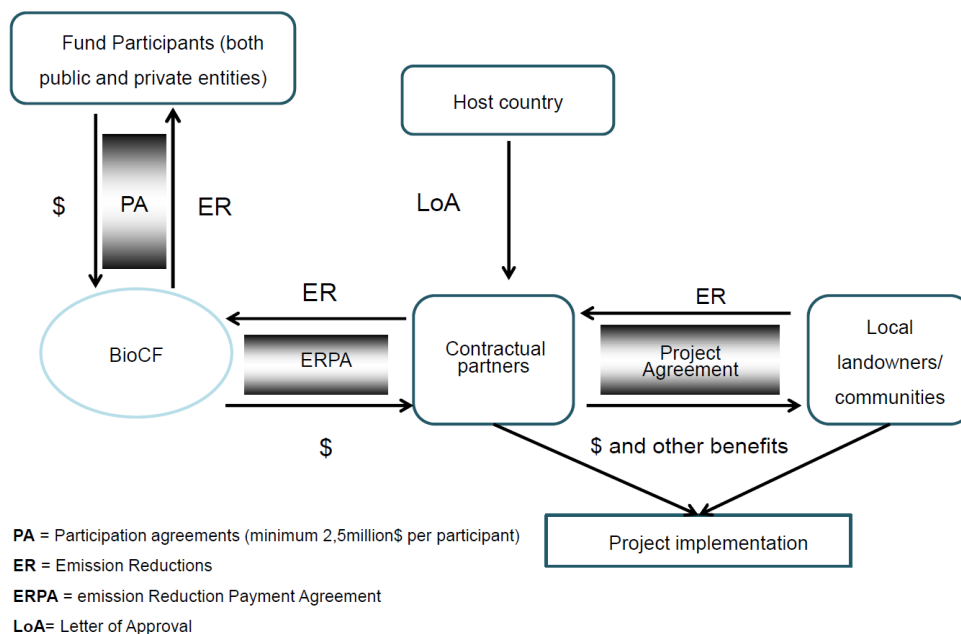 Fund Participants (both
public and private entities)
Host country
$
PA
ER
LoA
ER
ER
BioCF
ERPA
Contractual
partners
Project
Agreement
Local
landowners/
communities
$
$ and other benefits
Project implementation
PA = Participation agreements (minimum 2,5million$ per participant)
ER = Emission Reductions
ERPA = emission Reduction Payment Agreement
LoA= Letter of Approval